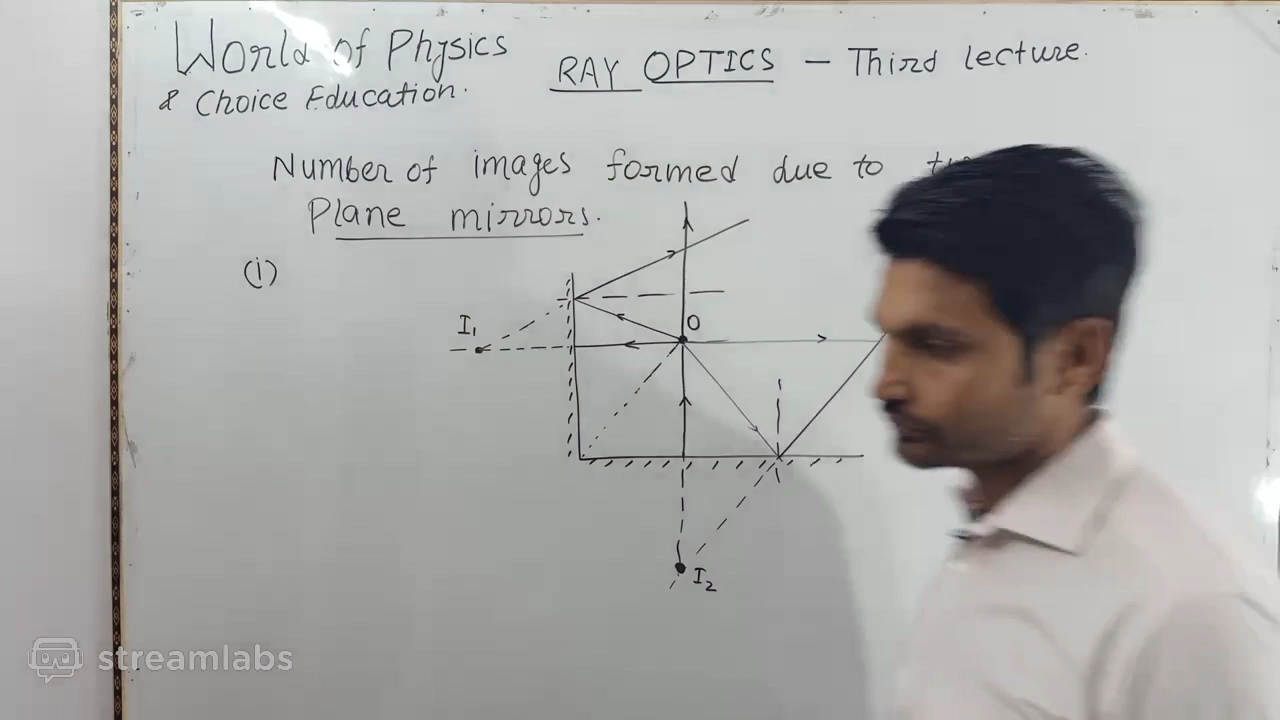 World of Physics
& Choice Education.
RAY OPTICS - Third lecture.
Number of images formed due to
Plane mirrors.
(i)
I₁
O
I₂
streamlabs